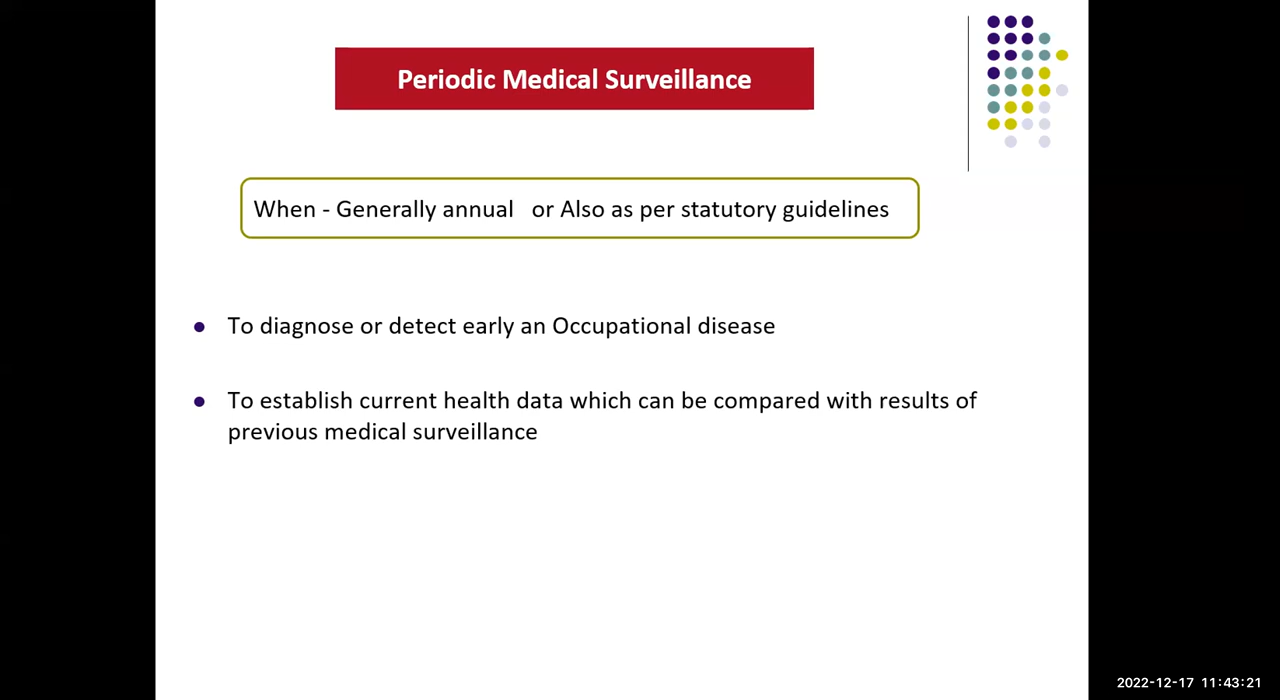 Periodic Medical Surveillance
When - Generally annual or Also as per statutory guidelines
● To diagnose or detect early an Occupational disease
● To establish current health data which can be compared with results of
previous medical surveillance
2022-12-17 11:43:21